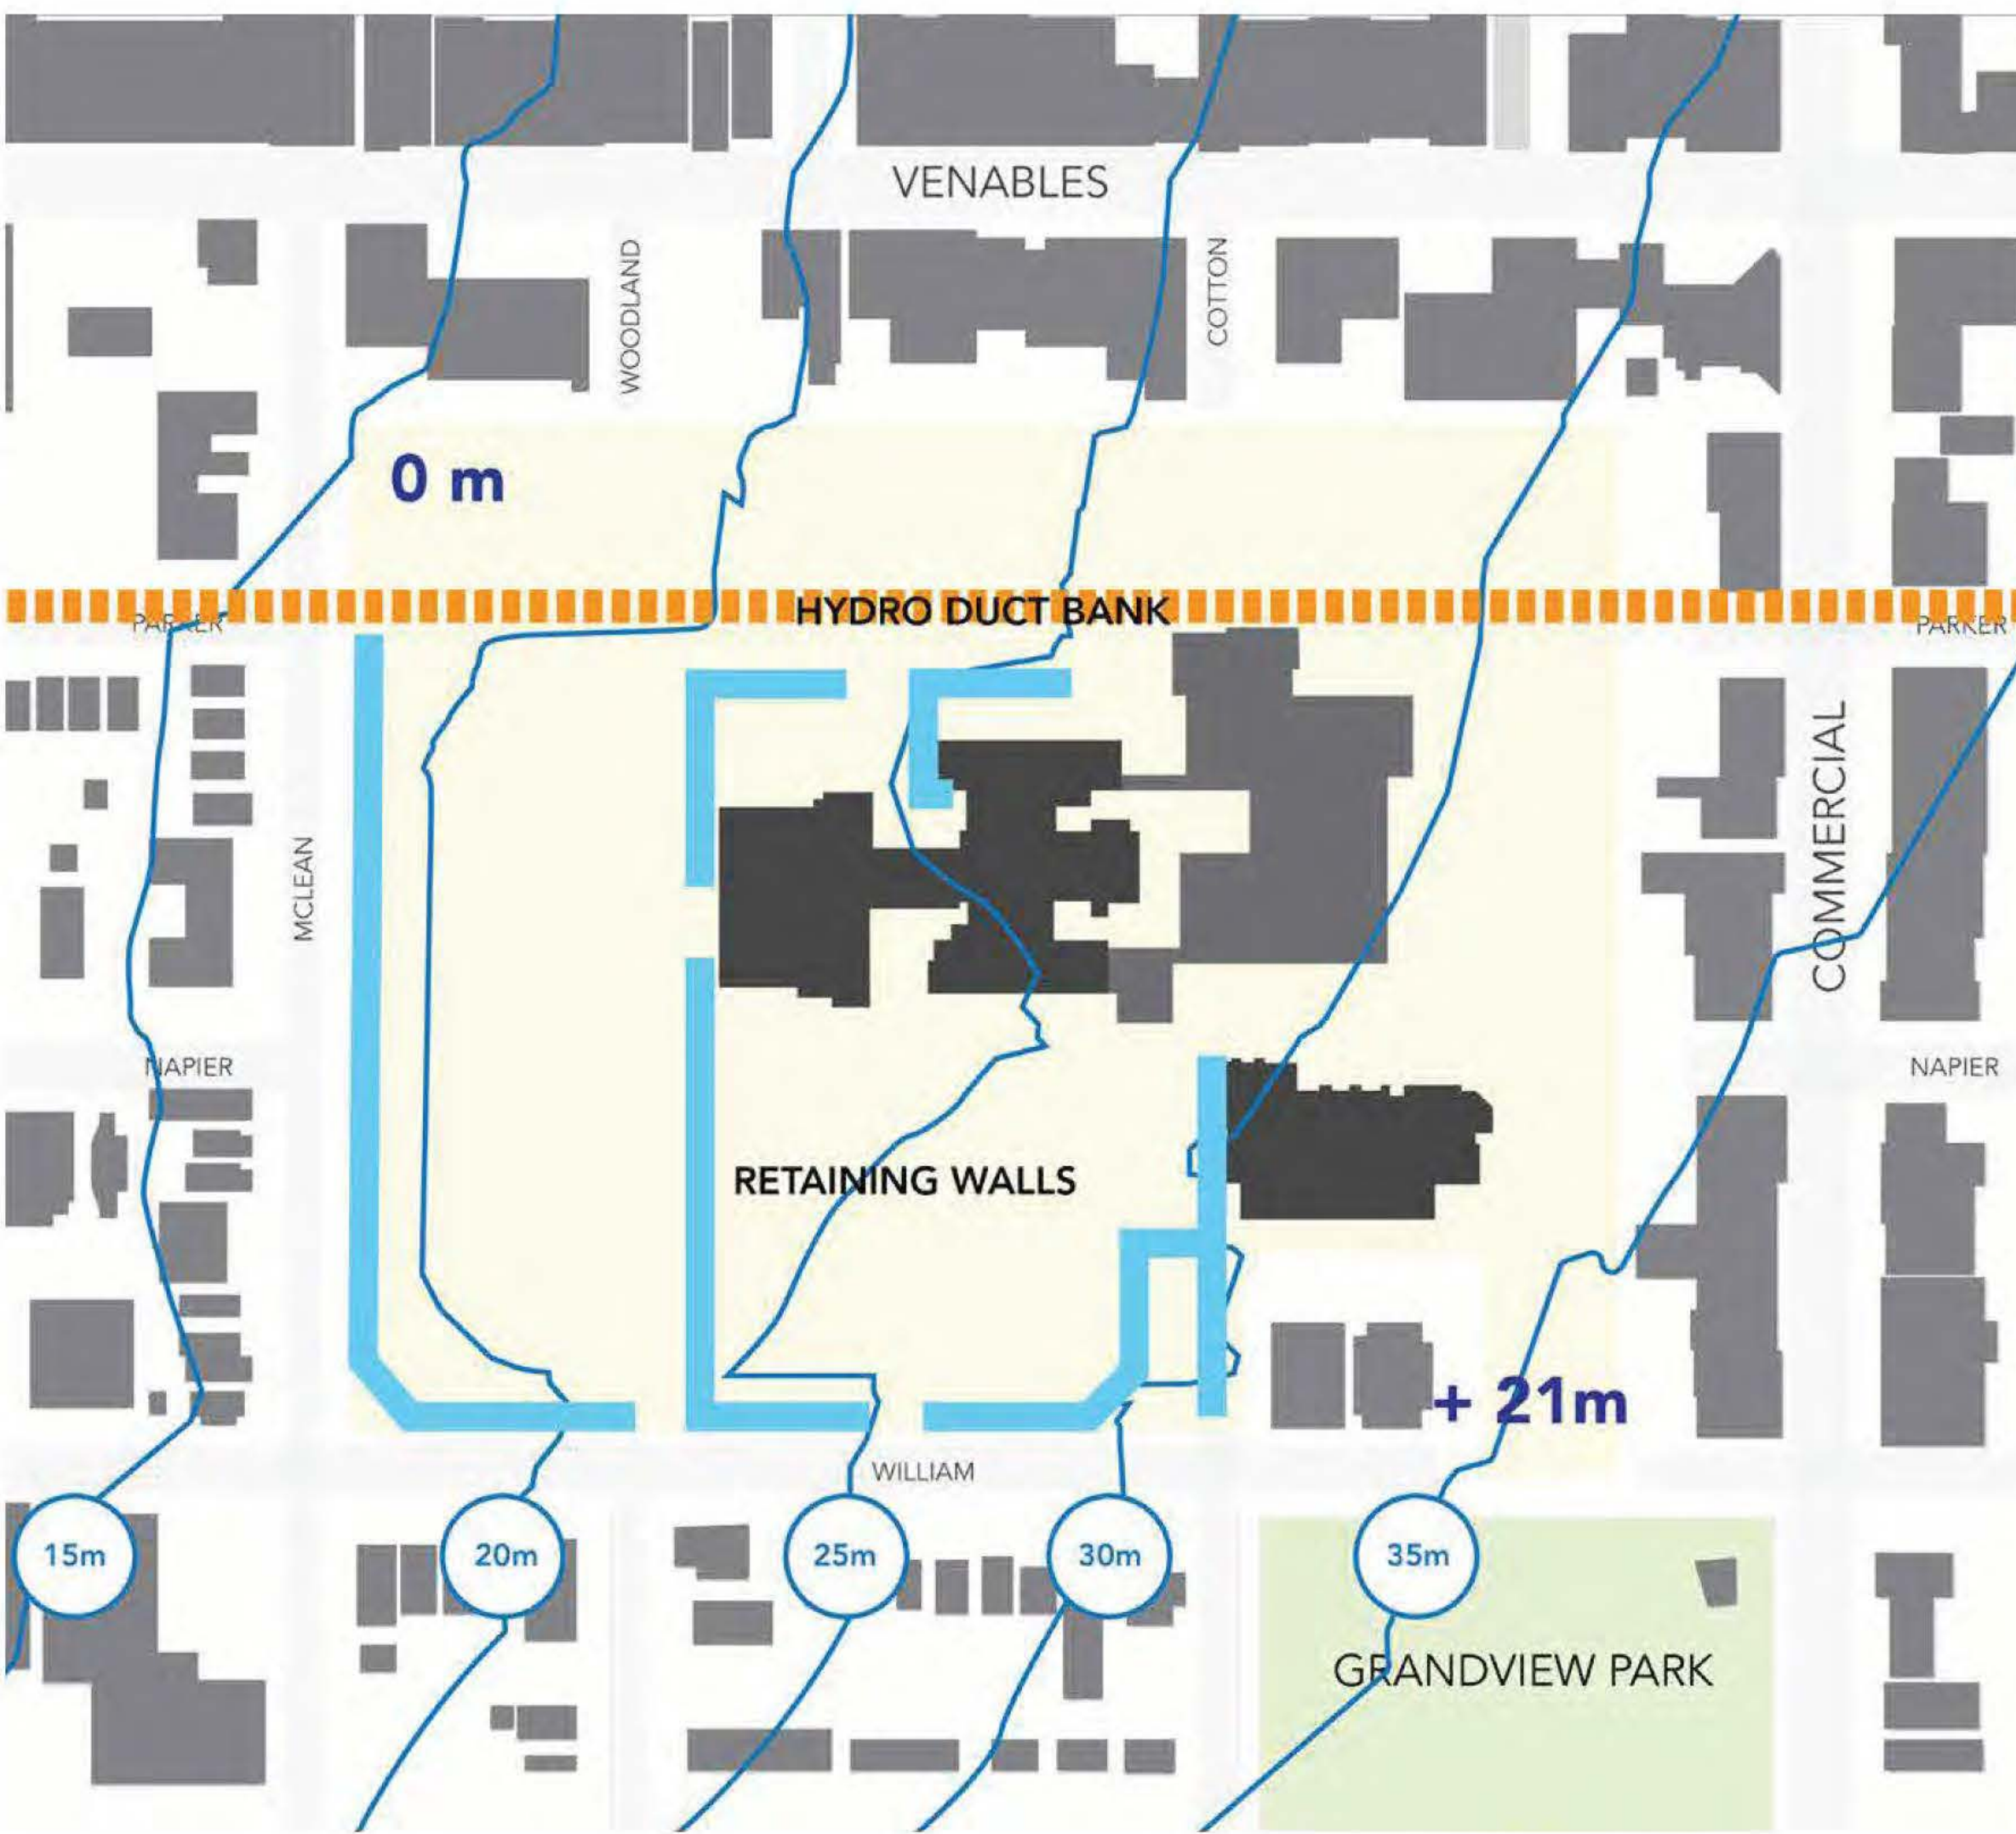 VENABLES
WOODLAND
COTTON
0 m
HYDRO DUCT BANK
PARKER
PARKER
MCLEAN
COMMERCIAL
NAPIER
NAPIER
RETAINING WALLS
+ 21m
WILLIAM
15m
20m
25m
30m
35m
GRANDVIEW PARK